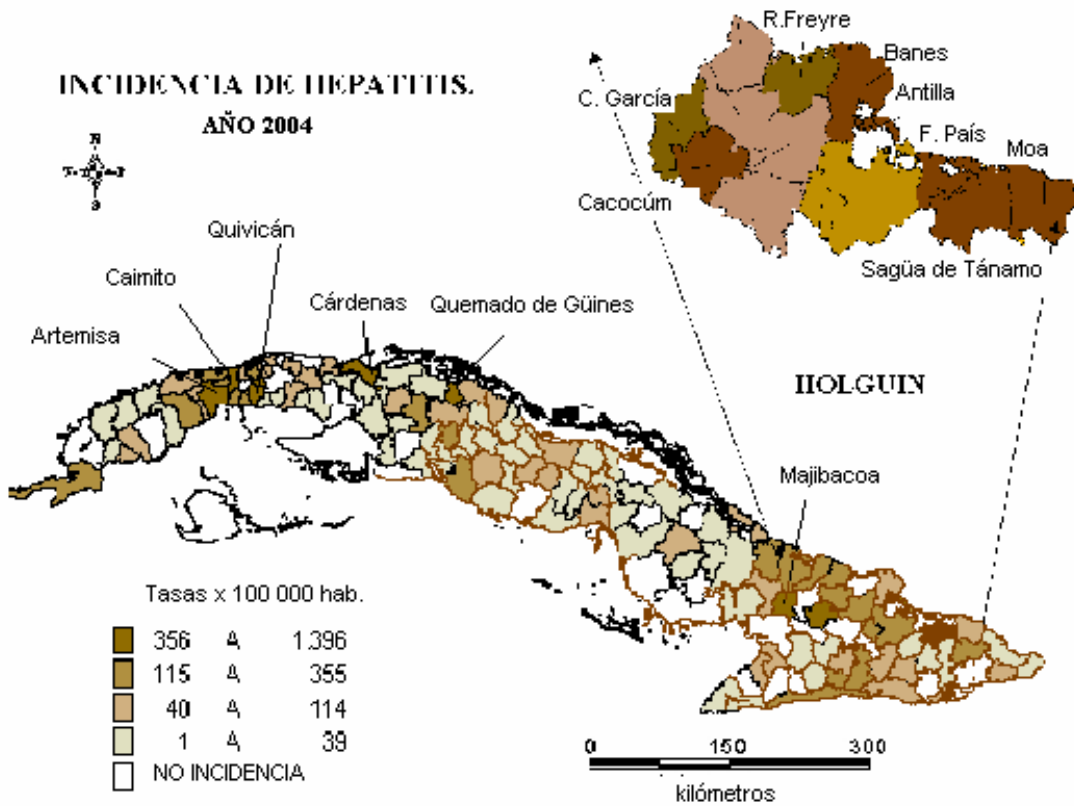 INCIDENCIA DE HEPATITIS.
AÑO 2004
N
S
R.Freyre
Banes
C. García
Antilla
F. País
Moa
Cacocúm
Sagüa de Tánamo
Quivicán
Caimito
Cárdenas
Quemado de Güines
Artemisa
HOLGUIN
Majibacoa
Tasas x 100 000 hab.
356 A 1.396
115 A 355
40 A 114
1 A 39
NO INCIDENCIA
0 150 300
kilómetros